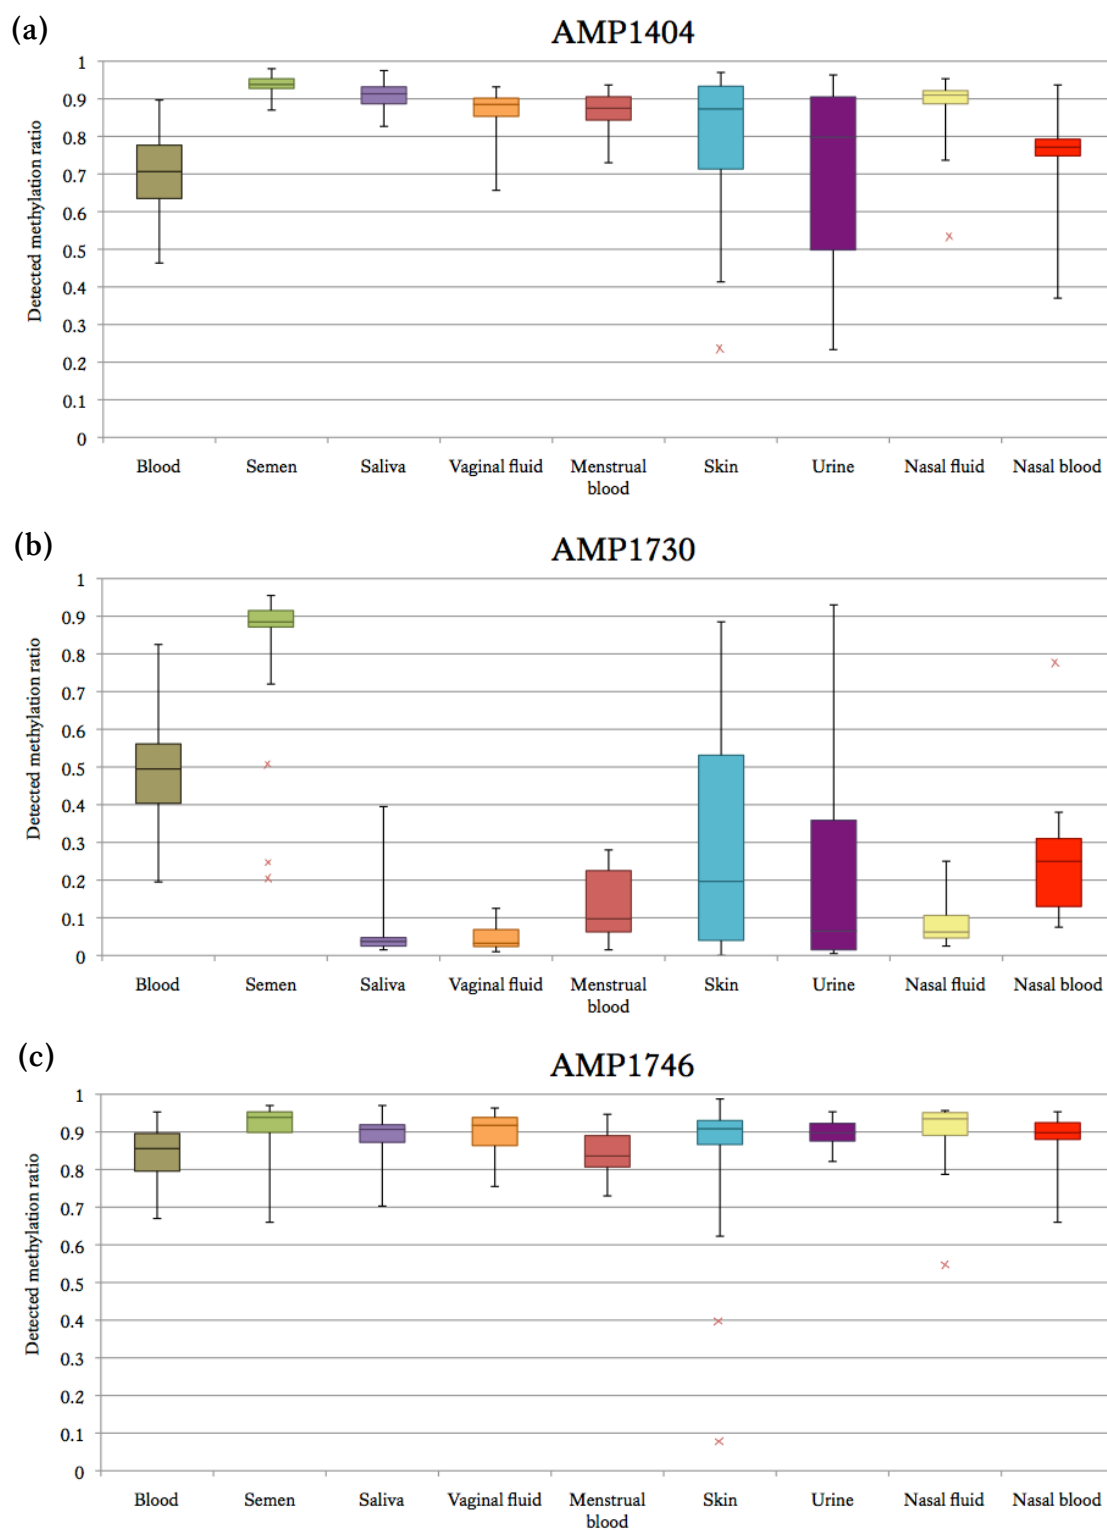 (a)
AMP1404
Detected methylation ratio
1
0.9
0.8
0.7
0.6
0.5
0.4
0.3
0.2
0.1
0
Blood Semen Saliva Vaginal fluid Menstrual blood Skin Urine Nasal fluid Nasal blood
(b)
AMP1730
Detected methylation ratio
1
0.9
0.8
0.7
0.6
0.5
0.4
0.3
0.2
0.1
0
Blood Semen Saliva Vaginal fluid Menstrual blood Skin Urine Nasal fluid Nasal blood
(c)
AMP1746
Detected methylation ratio
1
0.9
0.8
0.7
0.6
0.5
0.4
0.3
0.2
0.1
0
Blood Semen Saliva Vaginal fluid Menstrual blood Skin Urine Nasal fluid Nasal blood